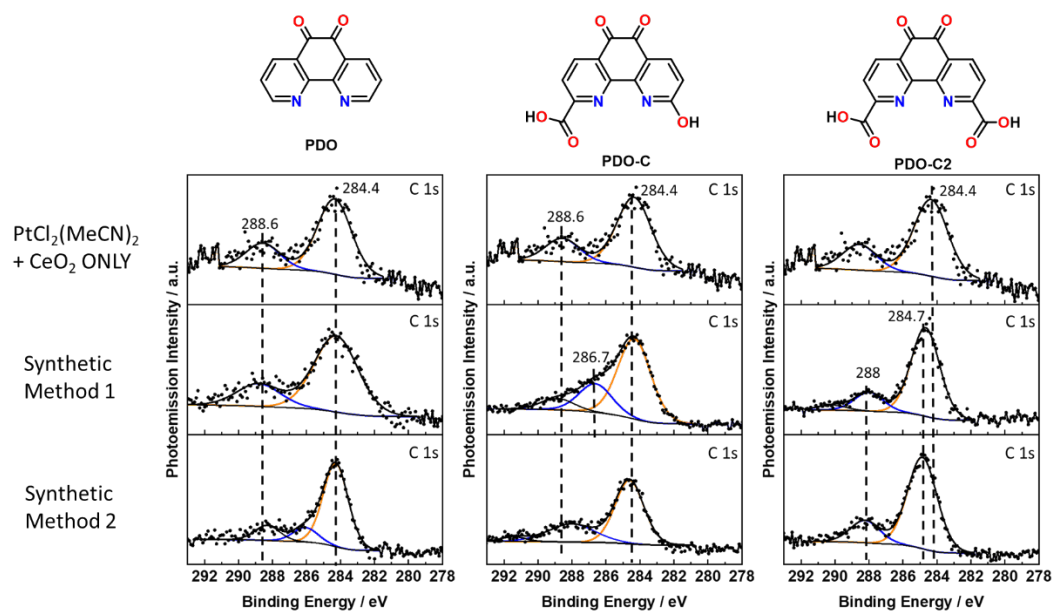 O O
N N
PDO
O O
N N
HO
O
OH
PDO-C
O O
N N
HO
O
OH
O
PDO-C2
PtCl2(MeCN)2
+ CeO2 ONLY
Synthetic
Method 1
Synthetic
Method 2
Photoemission Intensity / a.u.
C 1s
284.4
288.6
C 1s
C 1s
292 290 288 286 284 282 280 278
Binding Energy / eV
Photoemission Intensity / a.u.
C 1s
284.4
288.6
C 1s
286.7
C 1s
292 290 288 286 284 282 280 278
Binding Energy / eV
Photoemission Intensity / a.u.
C 1s
284.4
C 1s
284.7
288
C 1s
292 290 288 286 284 282 280 278
Binding Energy / eV